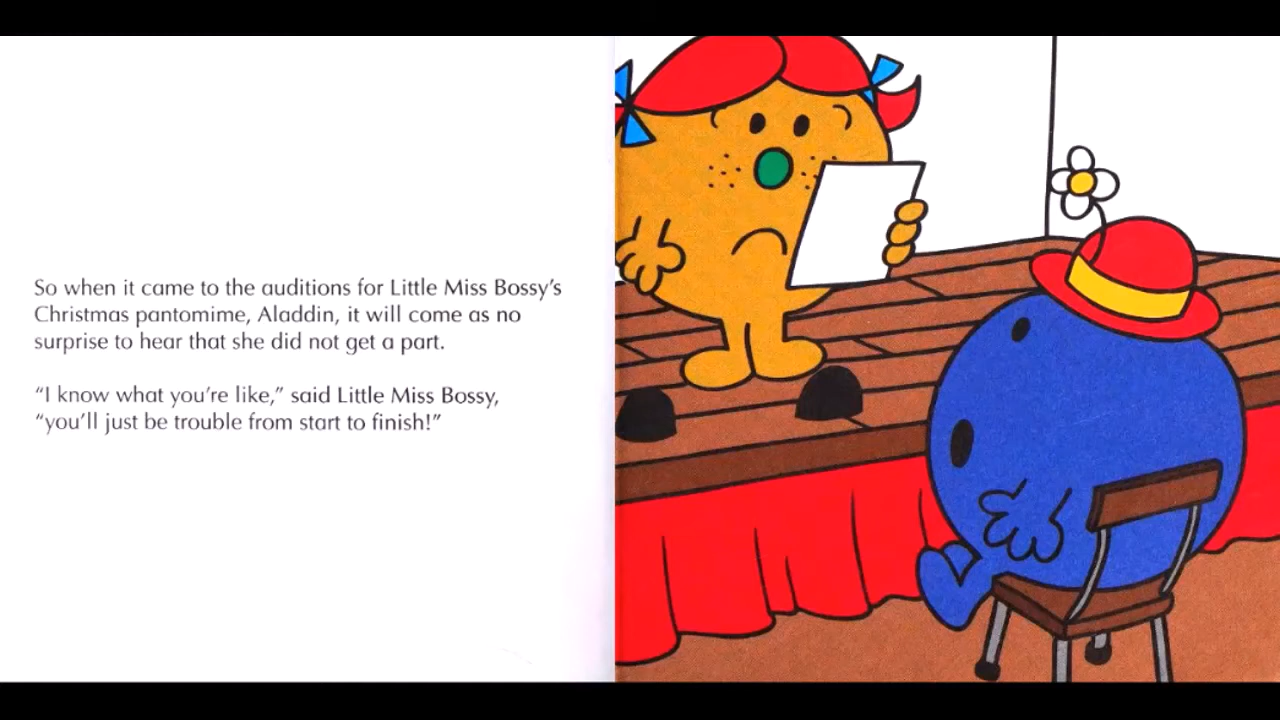 So when it came to the auditions for Little Miss Bossy’s
Christmas pantomime, Aladdin, it will come as no
surprise to hear that she did not get a part.
“I know what you’re like,” said Little Miss Bossy,
“you’ll just be trouble from start to finish!”